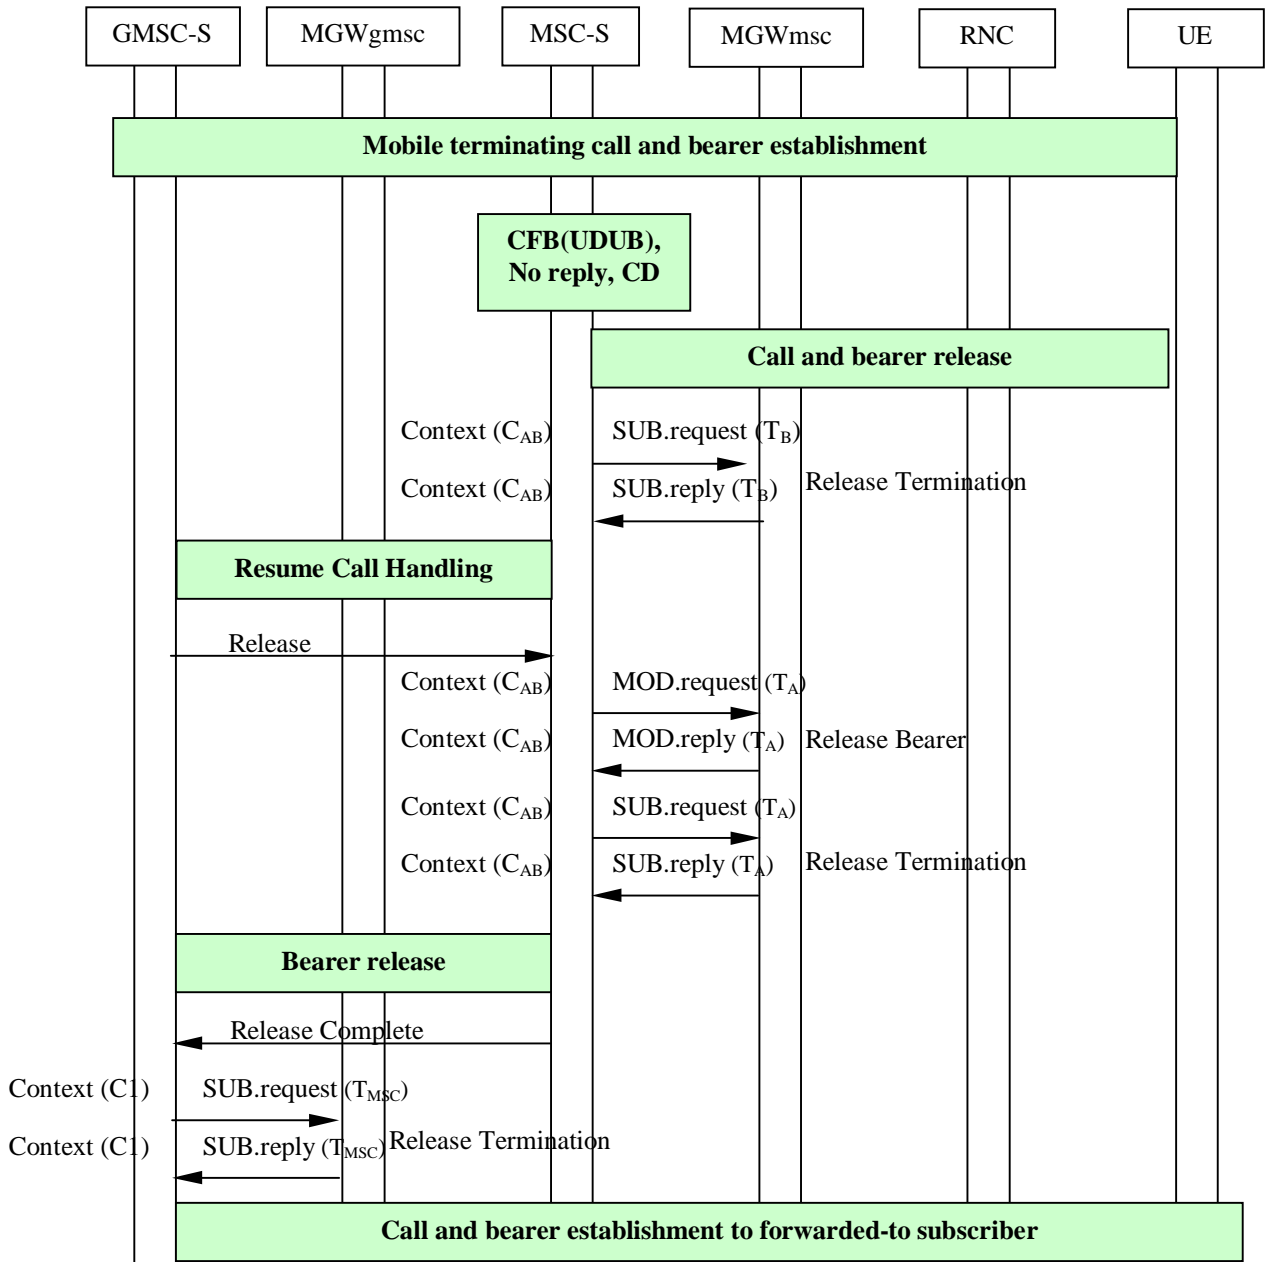 GMSC-S MGWgmsc MSC-S MGWmsc RNC UE
Mobile terminating call and bearer establishment
CFB(UDUB),
No reply, CD
Call and bearer release
Context (CAB) SUB.request (TB)
Context (CAB) SUB.reply (TB) Release Termination
Resume Call Handling
Release
Context (CAB) MOD.request (TA)
Context (CAB) MOD.reply (TA) Release Bearer
Context (CAB) SUB.request (TA)
Context (CAB) SUB.reply (TA) Release Termination
Bearer release
Release Complete
Context (C1) SUB.request (TMSC)
Context (C1) SUB.reply (TMSC) Release Termination
Call and bearer establishment to forwarded-to subscriber